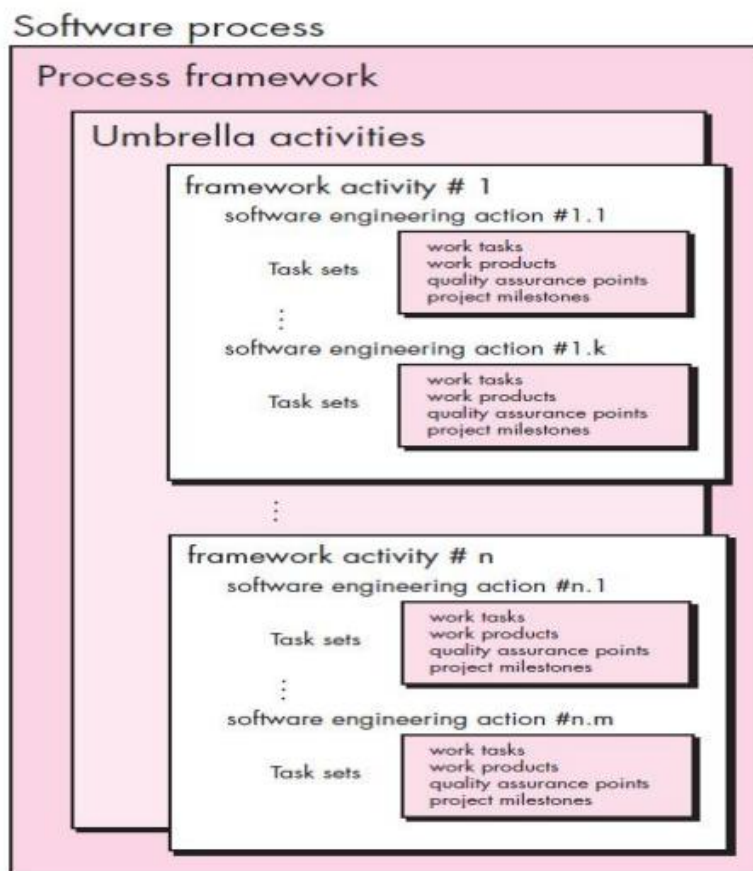 Software process
Process framework
Umbrella activities
framework activity # 1
software engineering action #1.1
Task sets
work tasks
work products
quality assurance points
project milestones
software engineering action #1.k
Task sets
work tasks
work products
quality assurance points
project milestones
framework activity # n
software engineering action #n.1
Task sets
work tasks
work products
quality assurance points
project milestones
software engineering action #n.m
Task sets
work tasks
work products
quality assurance points
project milestones